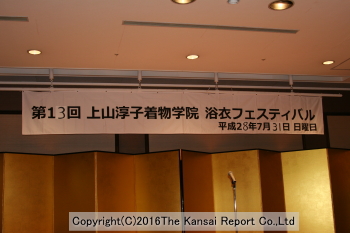 第13回 上山淳子着物学院 浴衣フェスティバル
平成28年7月31日 日曜日
Copyright(C)2016The Kansai Report Co.,Ltd